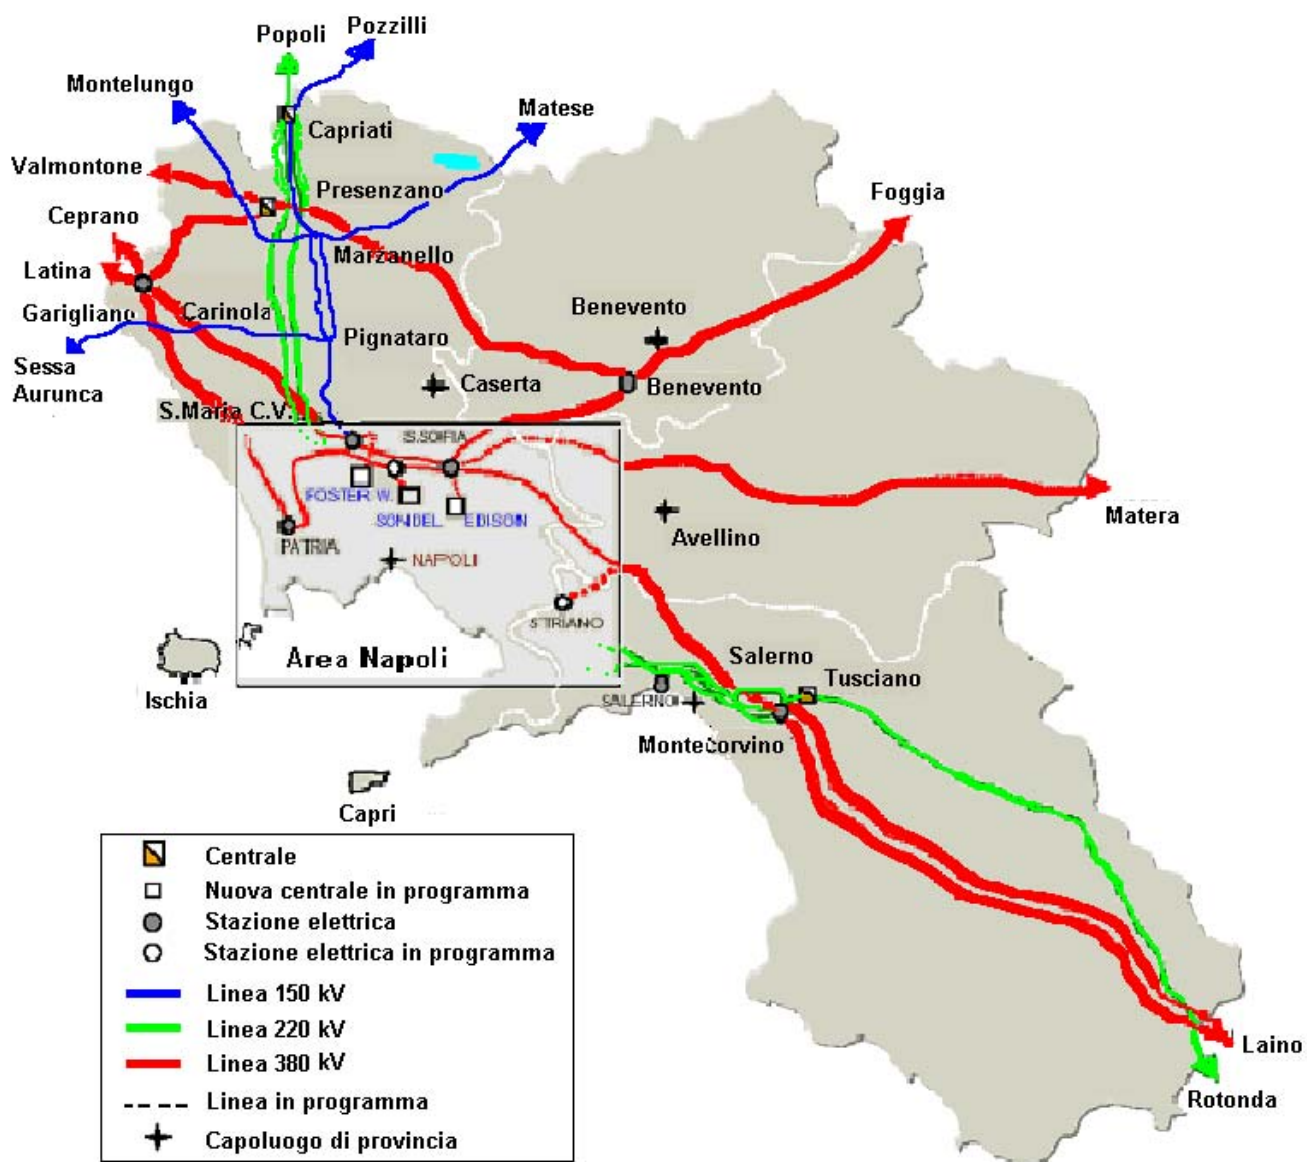 Pozzilli
Popoli
Montelungo
Matese
Capriati
Valmontone
Presenzano
Foggia
Ceprano
Marzanello
Latina
Garigliano
Carinola
Benevento
Pignataro
Sessa
Aurunca
Caserta
Benevento
S.Maria C.V.
S.SOFIA
FOSTER W.
SONDEL
EDISON
Matera
PATRIA
Avellino
NAPOLI
STRIANO
Area Napoli
Salerno
Tusciano
Ischia
SALERNO
Montecorvino
Capri
Centrale
Nuova centrale in programma
Stazione elettrica
Stazione elettrica in programma
Linea 150 kV
Linea 220 kV
Linea 380 kV
Laino
Linea in programma
Rotonda
Capoluogo di provincia